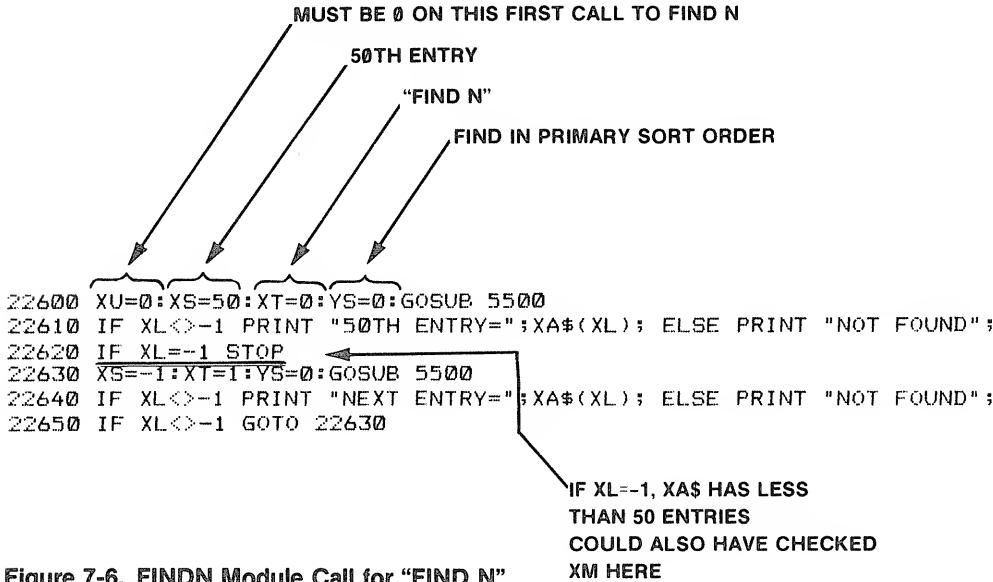 MUST BE 0 ON THIS FIRST CALL TO FIND N
50TH ENTRY
“FIND N”
FIND IN PRIMARY SORT ORDER
22600 XU=0:XS=50:XT=0:YS=0:GOSUB 5500
22610 IF XL<>-1 PRINT "50TH ENTRY=";XA$(XL); ELSE PRINT "NOT FOUND";
22620 IF XL=-1 STOP
22630 XS=-1:XT=1:YS=0:GOSUB 5500
22640 IF XL<>-1 PRINT "NEXT ENTRY=";XA$(XL); ELSE PRINT "NOT FOUND";
22650 IF XL<>-1 GOTO 22630
IF XL=-1, XA$ HAS LESS
THAN 50 ENTRIES
COULD ALSO HAVE CHECKED
XM HERE
Figure 7-6. FINDN Module Call for “FIND N”